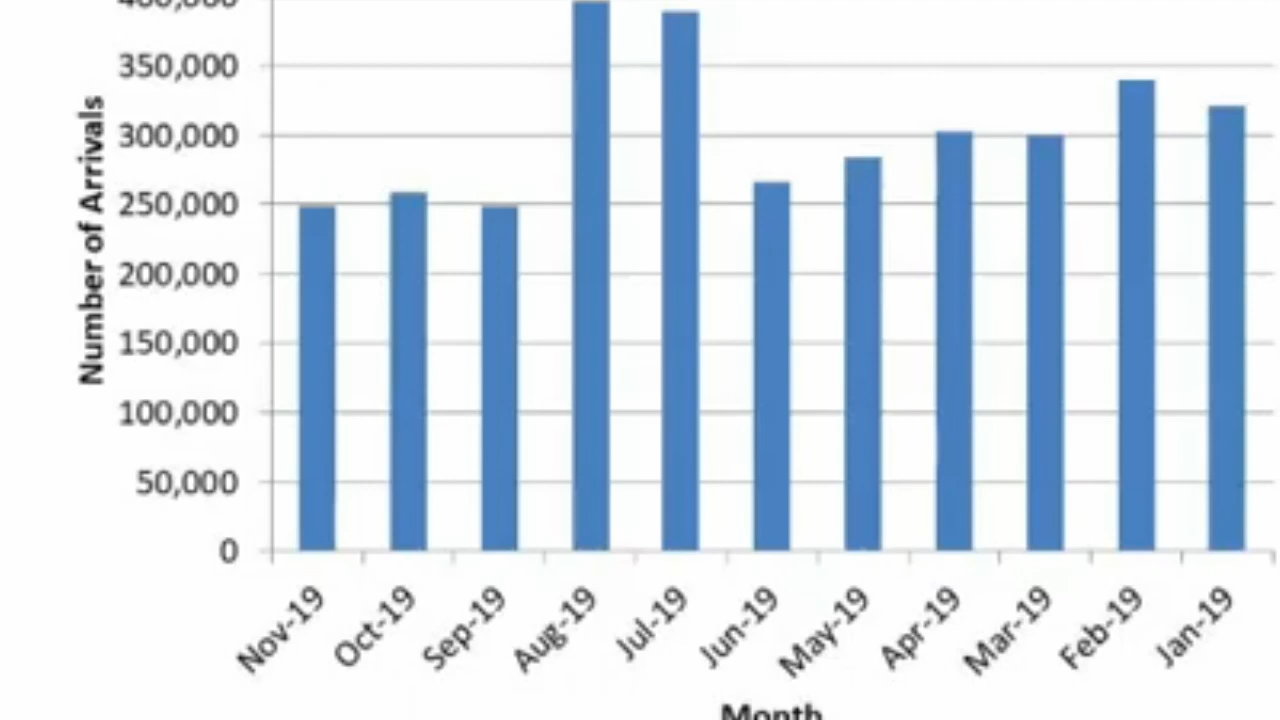 400,000
350,000
300,000
250,000
200,000
150,000
100,000
50,000
0
Number of Arrivals
Nov-19
Oct-19
Sep-19
Aug-19
Jul-19
Jun-19
May-19
Apr-19
Mar-19
Feb-19
Jan-19
Month